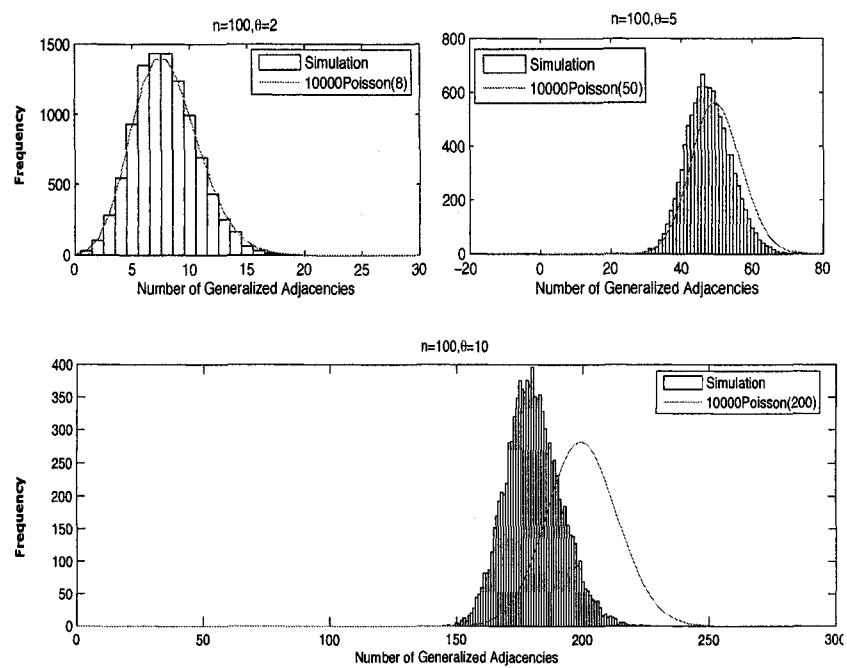 n=100,θ=2
1500
1000
500
0
Frequency
Simulation
10000Poisson(8)
0 5 10 15 20 25 30
Number of Generalized Adjacencies
n=100,θ=5
800
600
400
200
0
Simulation
10000Poisson(50)
-20 0 20 40 60 80
Number of Generalized Adjacencies
n=100,θ=10
400
350
300
250
200
150
100
50
0
Frequency
Simulation
10000Poisson(200)
0 50 100 150 200 250 300
Number of Generalized Adjacencies